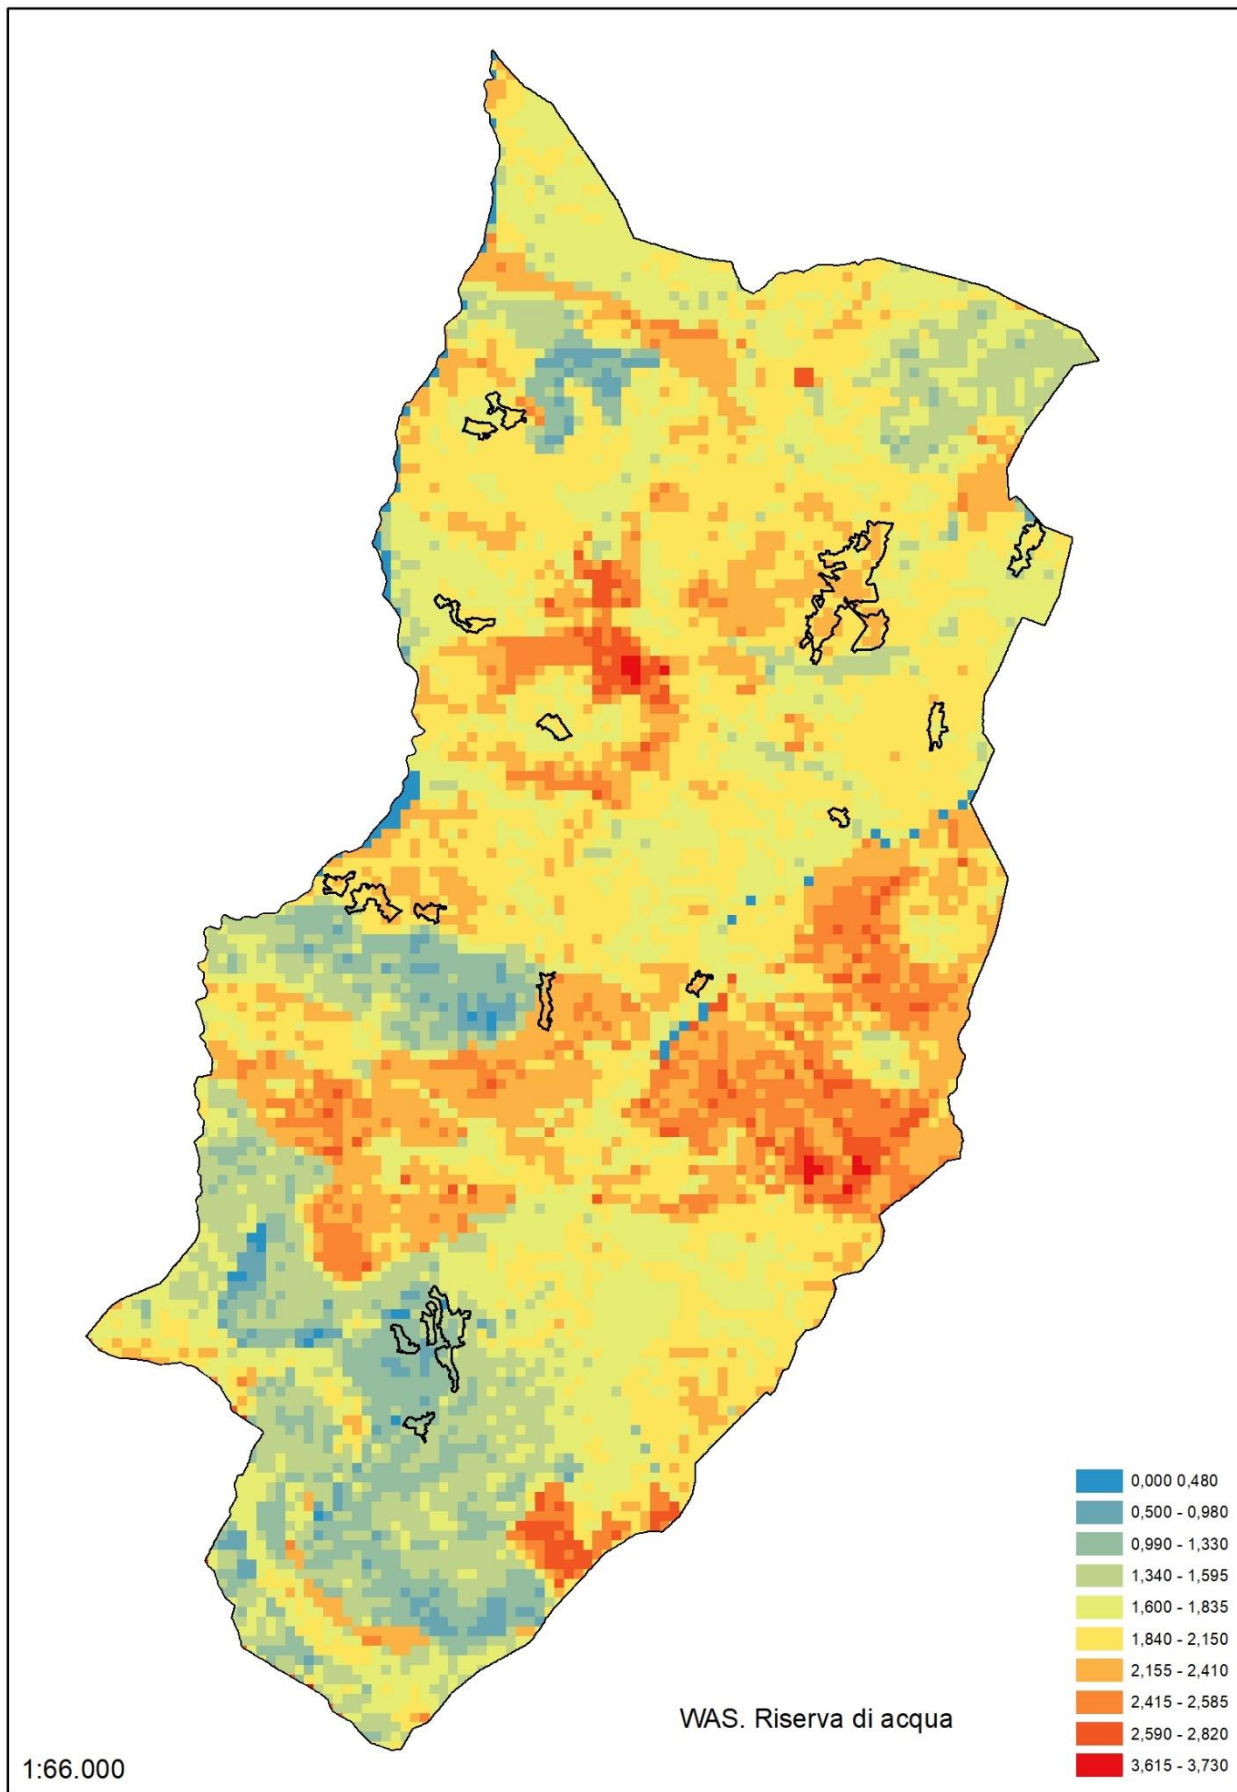 0,000 0,480
0,500 - 0,980
0,990 - 1,330
1,340 - 1,595
1,600 - 1,835
1,840 - 2,150
2,155 - 2,410
2,415 - 2,585
2,590 - 2,820
3,615 - 3,730
WAS. Riserva di acqua
1:66.000